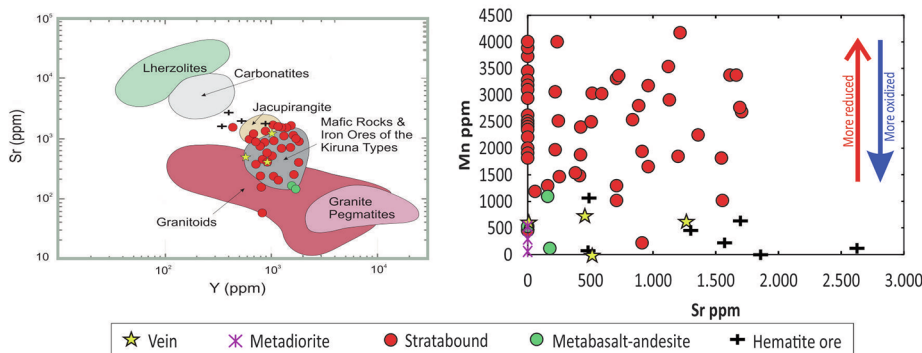 Sr (ppm)
10⁵
10⁴
10³
10²
10
10²
10³
10⁴
Y (ppm)
Lherzolites
Carbonatites
Jacupirangite
Mafic Rocks &
Iron Ores of the
Kiruna Types
Granitoids
Granite
Pegmatites
Mn ppm
4500
4000
3500
3000
2500
2000
1500
1000
500
0
0
500
1.000
1.500
2.000
2.500
3.000
Sr ppm
More reduced
More oxidized
Vein
Metadiorite
Stratabound
Metabasalt-andesite
Hematite ore